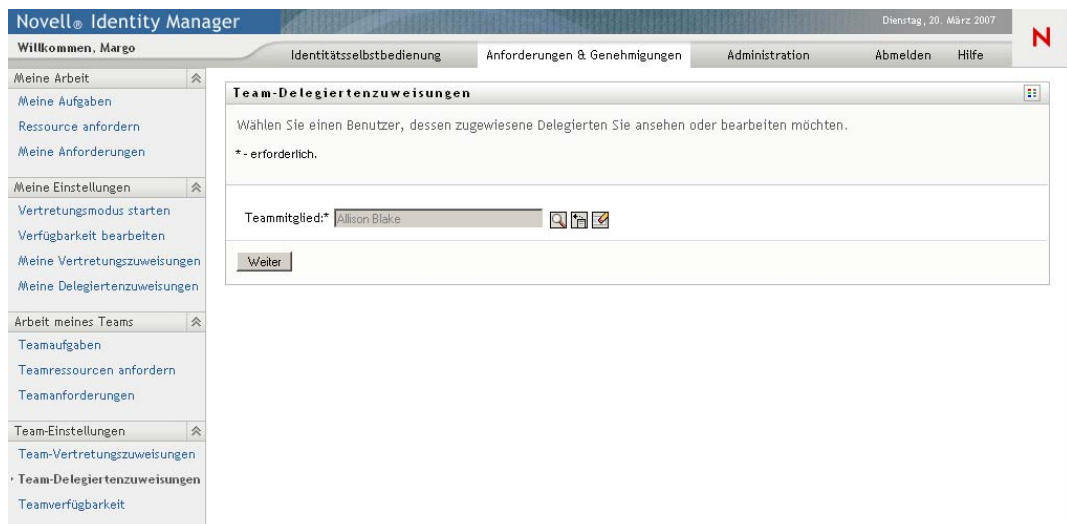 Novell® Identity Manager
Dienstag, 20. März 2007
N
Willkommen, Margo
Identitätsselbstbedienung
Anforderungen & Genehmigungen
Administration
Abmelden
Hilfe
Meine Arbeit
Meine Aufgaben
Ressource anfordern
Meine Anforderungen
Meine Einstellungen
Vertretungsmodus starten
Verfügbarkeit bearbeiten
Meine Vertretungszuweisungen
Meine Delegiertenzuweisungen
Arbeit meines Teams
Teamaufgaben
Teamressourcen anfordern
Teamanforderungen
Team-Einstellungen
Team-Vertretungszuweisungen
Team-Delegiertenzuweisungen
Teamverfügbarkeit
Team-Delegiertenzuweisungen
Wählen Sie einen Benutzer, dessen zugewiesene Delegierten Sie ansehen oder bearbeiten möchten.
* - erforderlich.
Teammitglied:* Allison Blake
Weiter